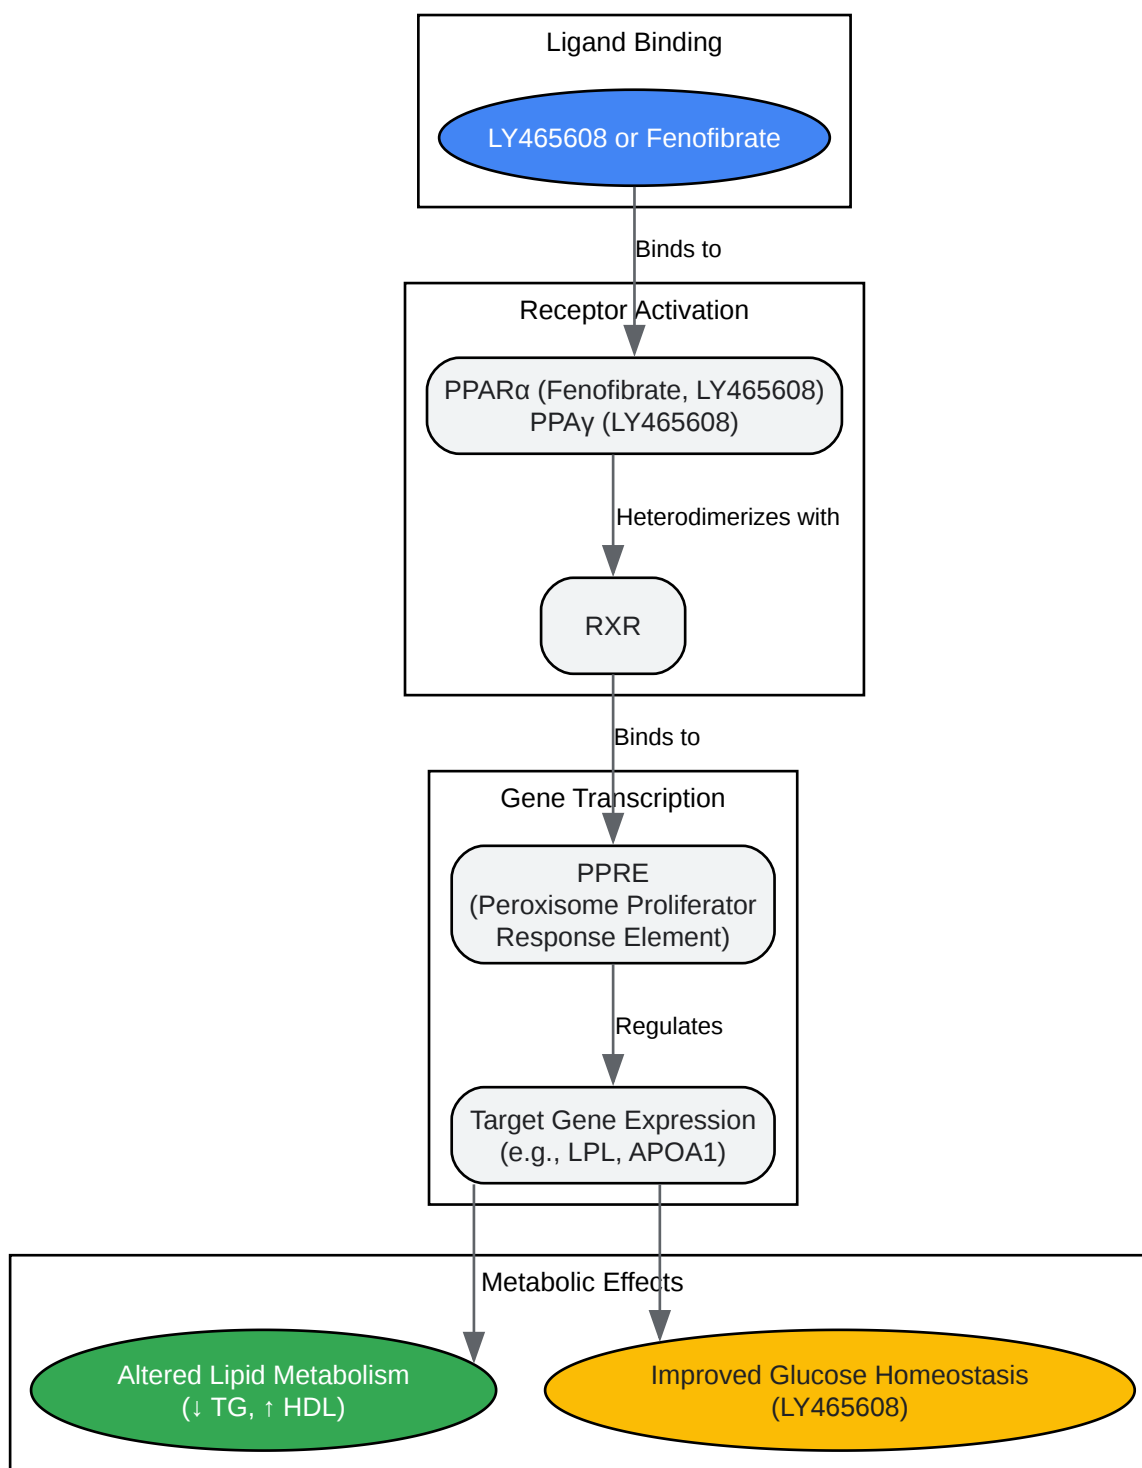 Ligand Binding
LY465608 or Fenofibrate
Binds to
Receptor Activation
PPARα (Fenofibrate, LY465608)
PPAγ (LY465608)
Heterodimerizes with
RXR
Binds to
Gene Transcription
PPRE
(Peroxisome Proliferator
Response Element)
Regulates
Target Gene Expression
(e.g., LPL, APOA1)
Metabolic Effects
Altered Lipid Metabolism
(↓ TG, ↑ HDL)
Improved Glucose Homeostasis
(LY465608)